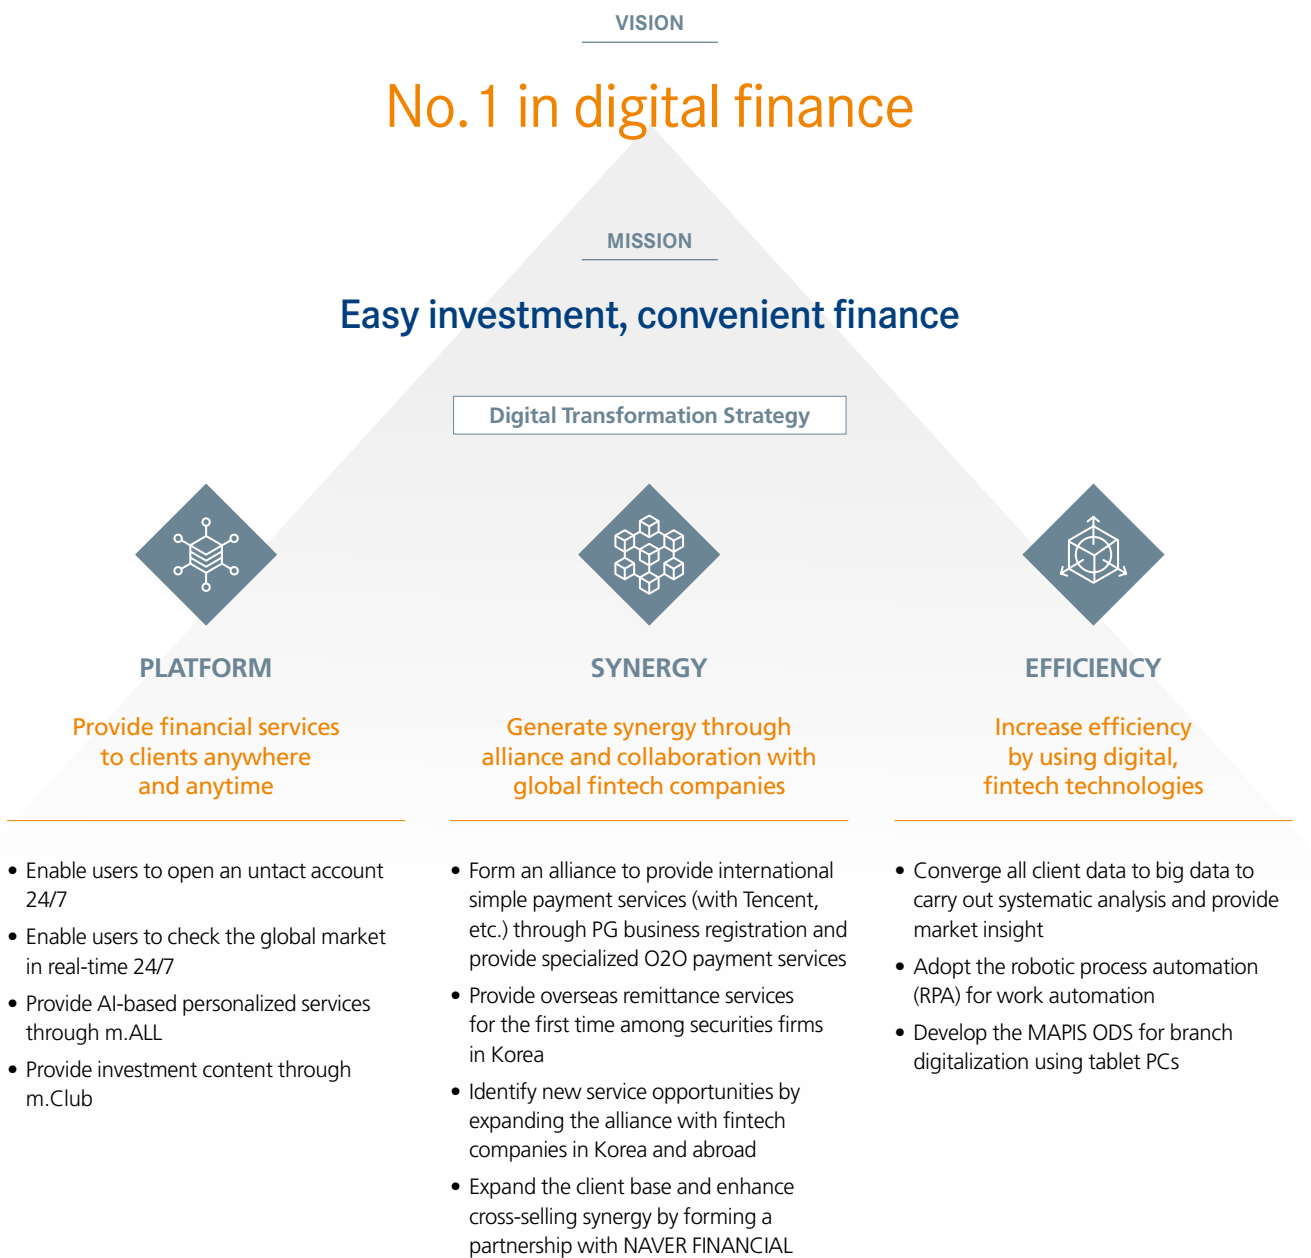 VISION
No. 1 in digital finance
MISSION
Easy investment, convenient finance
Digital Transformation Strategy
PLATFORM
Provide financial services
to clients anywhere
and anytime
• Enable users to open an untact account
24/7
• Enable users to check the global market
in real-time 24/7
• Provide AI-based personalized services
through m.ALL
• Provide investment content through
m.Club
SYNERGY
Generate synergy through
alliance and collaboration with
global fintech companies
• Form an alliance to provide international
simple payment services (with Tencent,
etc.) through PG business registration and
provide specialized O2O payment services
• Provide overseas remittance services
for the first time among securities firms
in Korea
• Identify new service opportunities by
expanding the alliance with fintech
companies in Korea and abroad
• Expand the client base and enhance
cross-selling synergy by forming a
partnership with NAVER FINANCIAL
EFFICIENCY
Increase efficiency
by using digital,
fintech technologies
• Converge all client data to big data to
carry out systematic analysis and provide
market insight
• Adopt the robotic process automation
(RPA) for work automation
• Develop the MAPIS ODS for branch
digitalization using tablet PCs